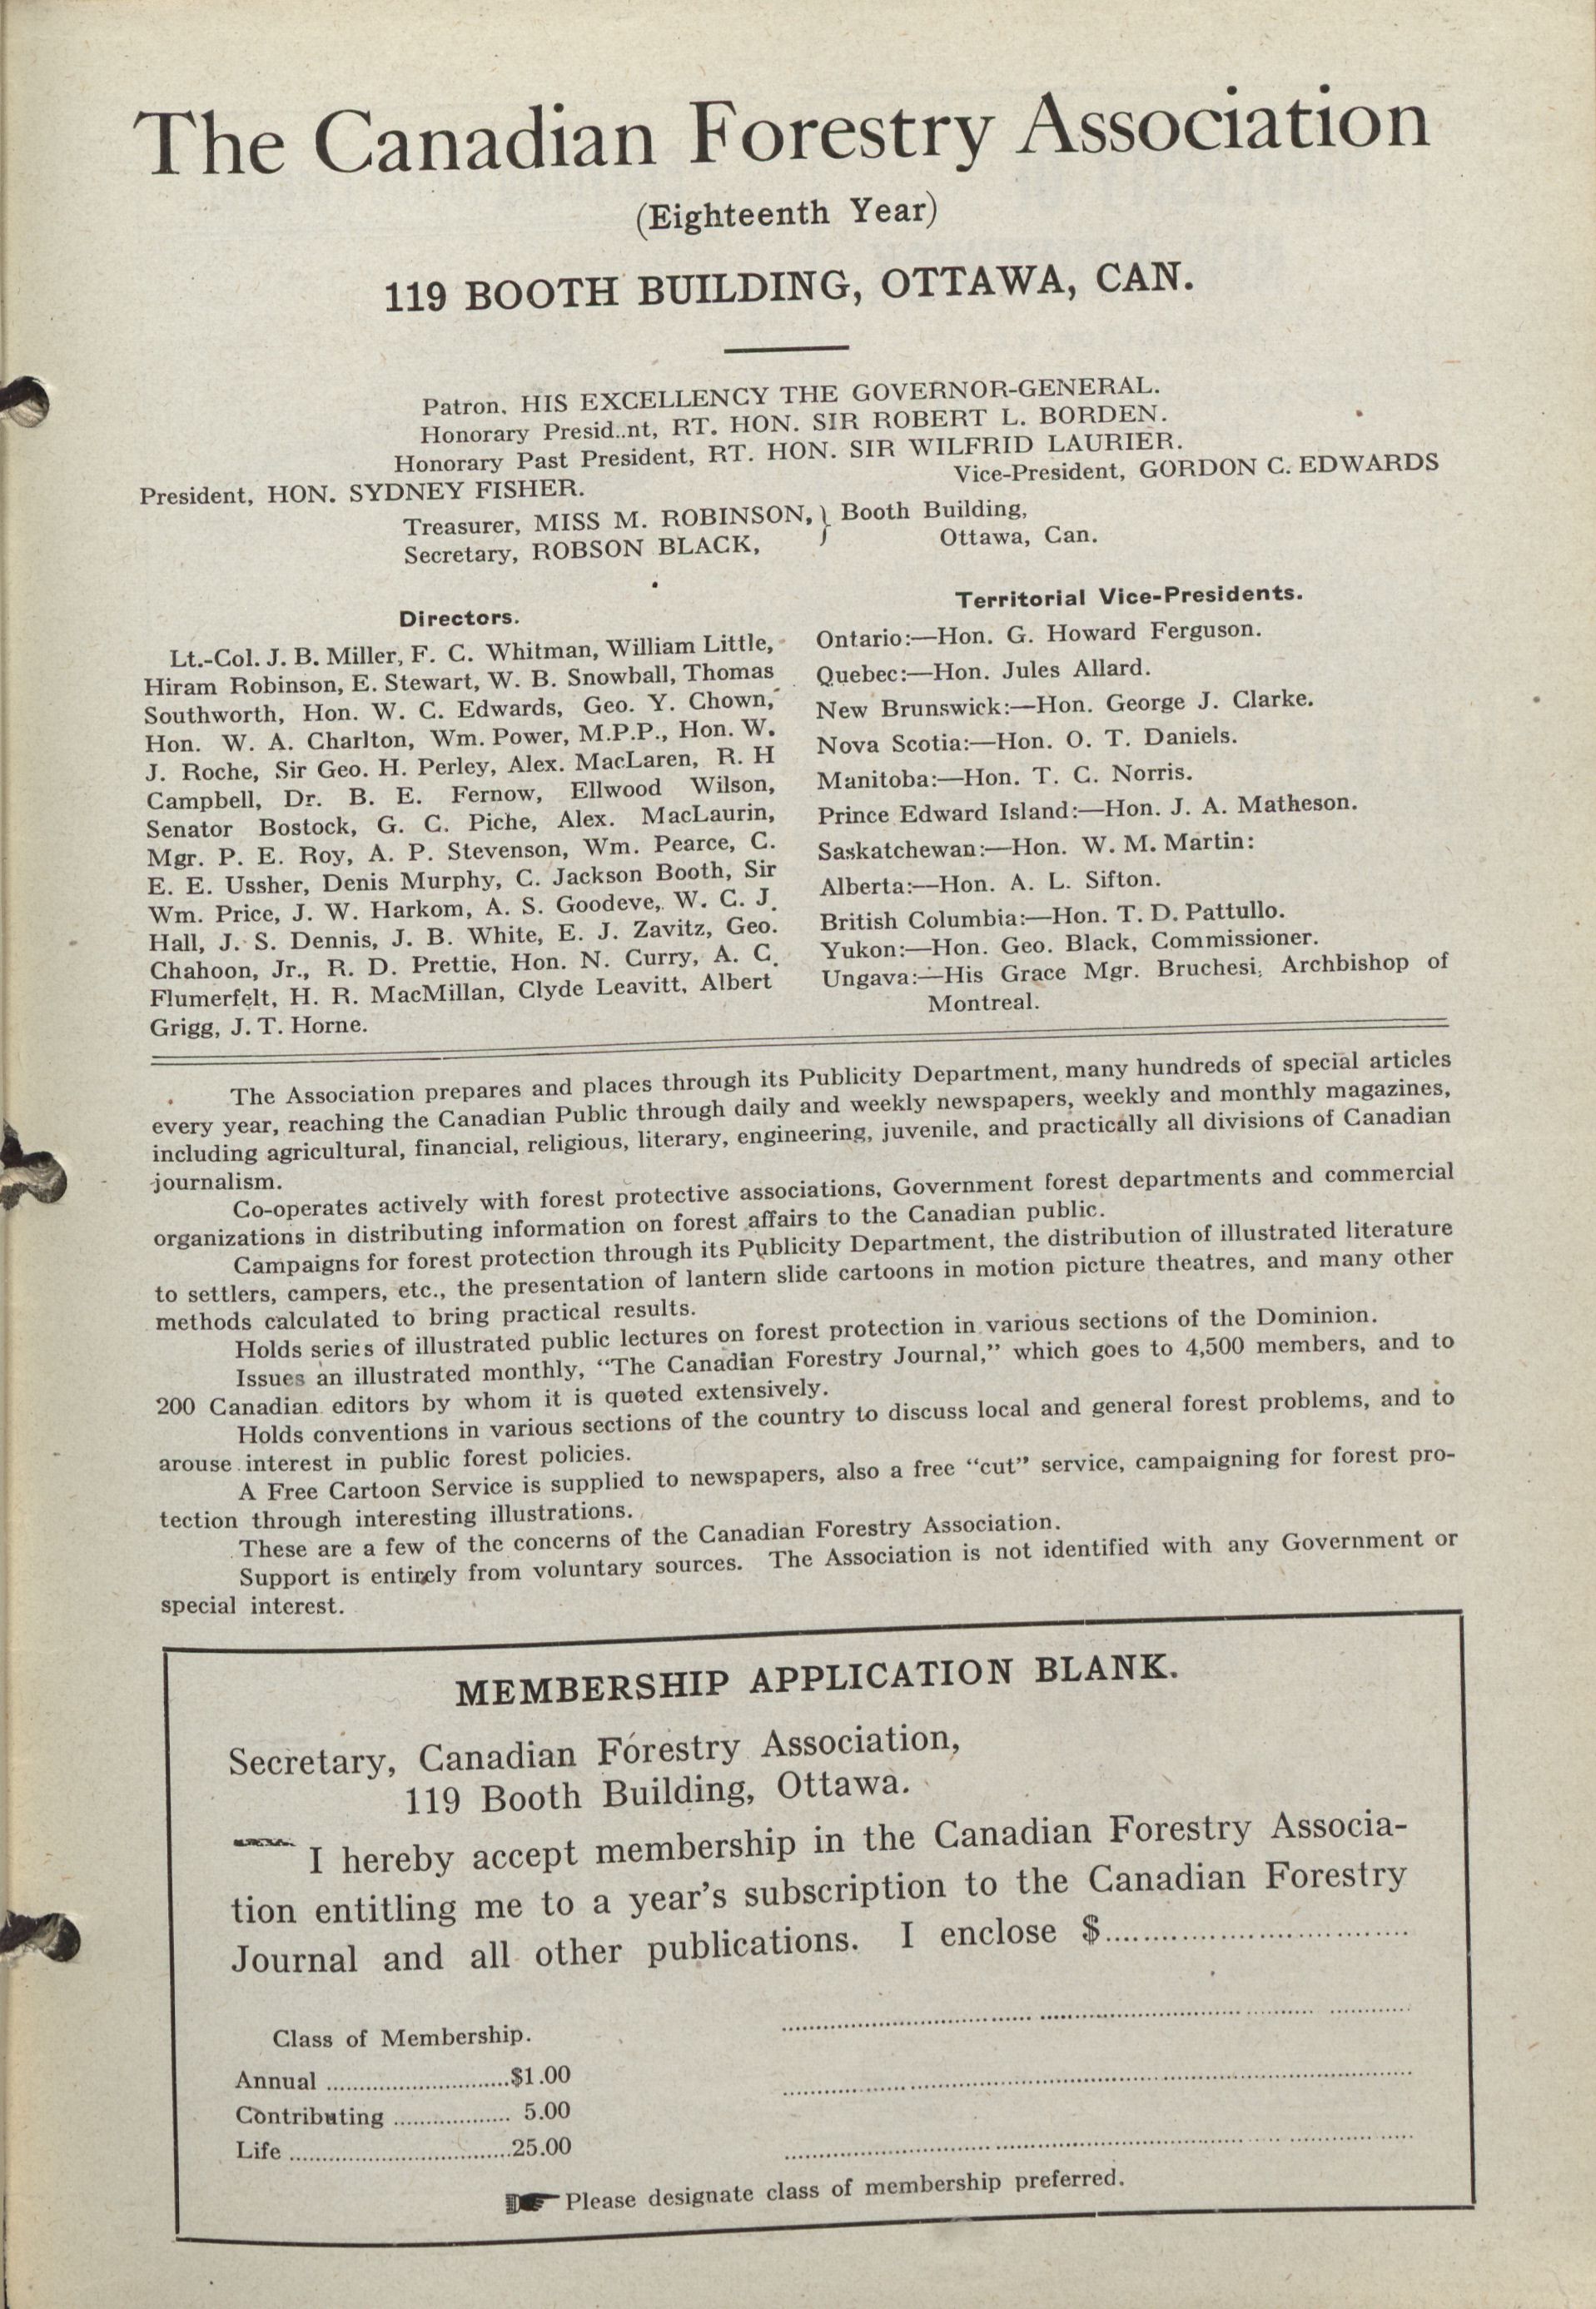 The Canadian Forestry Association
(Eighteenth Year)
119 BOOTH BUILDING, OTTAWA, CAN.
Patron. HIS EXCELLENCY THE GOVERNOR-GENERAL.
Honorary Presid..nt, RT. HON. SIR ROBERT L. BORDEN.
Honorary Past President, RT. HON. SIR WILFRID LAURIER.
President, HON. SYDNEY FISHER.
Vice-President, GORDON C. EDWARDS
Treasurer, MISS M. ROBINSON, } Booth Building,
Secretary, ROBSON BLACK, Ottawa, Can.
Directors.
Lt.-Col. J. B. Miller, F. C. Whitman, William Little,
Hiram Robinson, E. Stewart, W. B. Snowball, Thomas
Southworth, Hon. W. C. Edwards, Geo. Y. Chown,
Hon. W. A. Charlton, Wm. Power, M.P.P., Hon. W.
J. Roche, Sir Geo. H. Perley, Alex. MacLaren, R. H
Campbell, Dr. B. E. Fernow, Ellwood Wilson,
Senator Bostock, G. C. Piche, Alex. MacLaurin,
Mgr. P. E. Roy, A. P. Stevenson, Wm. Pearce, C.
E. E. Ussher, Denis Murphy, C. Jackson Booth, Sir
Wm. Price, J. W. Harkom, A. S. Goodeve, W. C. J.
Hall, J. S. Dennis, J. B. White, E. J. Zavitz, Geo.
Chahoon, Jr., R. D. Prettie, Hon. N. Curry, A. C.
Flumerfelt, H. R. MacMillan, Clyde Leavitt, Albert
Grigg, J. T. Horne.
Territorial Vice-Presidents.
Ontario:—Hon. G. Howard Ferguson.
Quebec:—Hon. Jules Allard.
New Brunswick:—Hon. George J. Clarke.
Nova Scotia:—Hon. O. T. Daniels.
Manitoba:—Hon. T. C. Norris.
Prince Edward Island:—Hon. J. A. Matheson.
Saskatchewan:—Hon. W. M. Martin:
Alberta:—Hon. A. L. Sifton.
British Columbia:—Hon. T. D. Pattullo.
Yukon:—Hon. Geo. Black, Commissioner.
Ungava:—His Grace Mgr. Bruchesi, Archbishop of
Montreal.
The Association prepares and places through its Publicity Department, many hundreds of special articles
every year, reaching the Canadian Public through daily and weekly newspapers, weekly and monthly magazines,
including agricultural, financial, religious, literary, engineering, juvenile, and practically all divisions of Canadian
journalism.
Co-operates actively with forest protective associations, Government forest departments and commercial
organizations in distributing information on forest affairs to the Canadian public.
Campaigns for forest protection through its Publicity Department, the distribution of illustrated literature
to settlers, campers, etc., the presentation of lantern slide cartoons in motion picture theatres, and many other
methods calculated to bring practical results.
Holds series of illustrated public lectures on forest protection in various sections of the Dominion.
Issues an illustrated monthly, "The Canadian Forestry Journal," which goes to 4,500 members, and to
200 Canadian editors by whom it is quoted extensively.
Holds conventions in various sections of the country to discuss local and general forest problems, and to
arouse interest in public forest policies.
A Free Cartoon Service is supplied to newspapers, also a free "cut" service, campaigning for forest pro-
tection through interesting illustrations.
These are a few of the concerns of the Canadian Forestry Association.
Support is entirely from voluntary sources. The Association is not identified with any Government or
special interest.
MEMBERSHIP APPLICATION BLANK.
Secretary, Canadian Forestry Association,
119 Booth Building, Ottawa.
I hereby accept membership in the Canadian Forestry Associa-
tion entitling me to a year's subscription to the Canadian Forestry
Journal and all other publications. I enclose $..............................
Class of Membership.
Annual ............................$1.00
Contributing .................. 5.00
Life ..................................25.00
Please designate class of membership preferred.